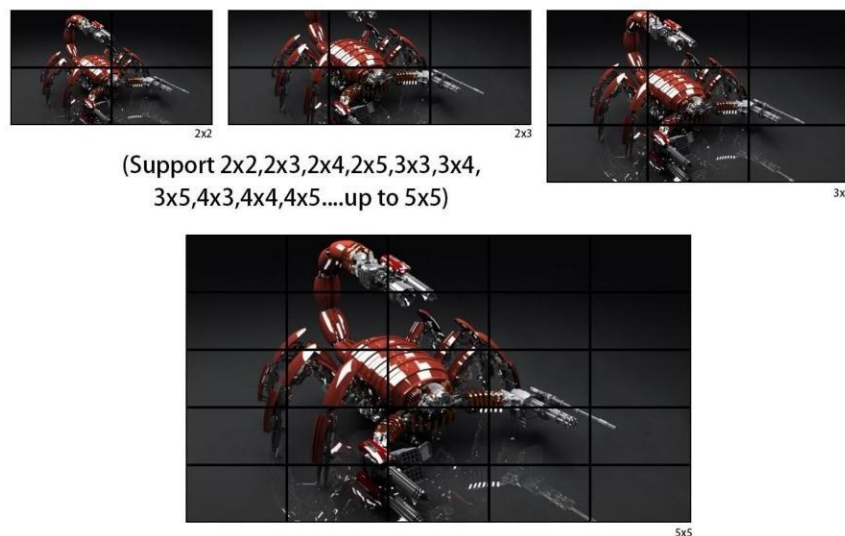 2x2
2x3
3x
(Support 2x2,2x3,2x4,2x5,3x3,3x4,
3x5,4x3,4x4,4x5....up to 5x5)
5x5